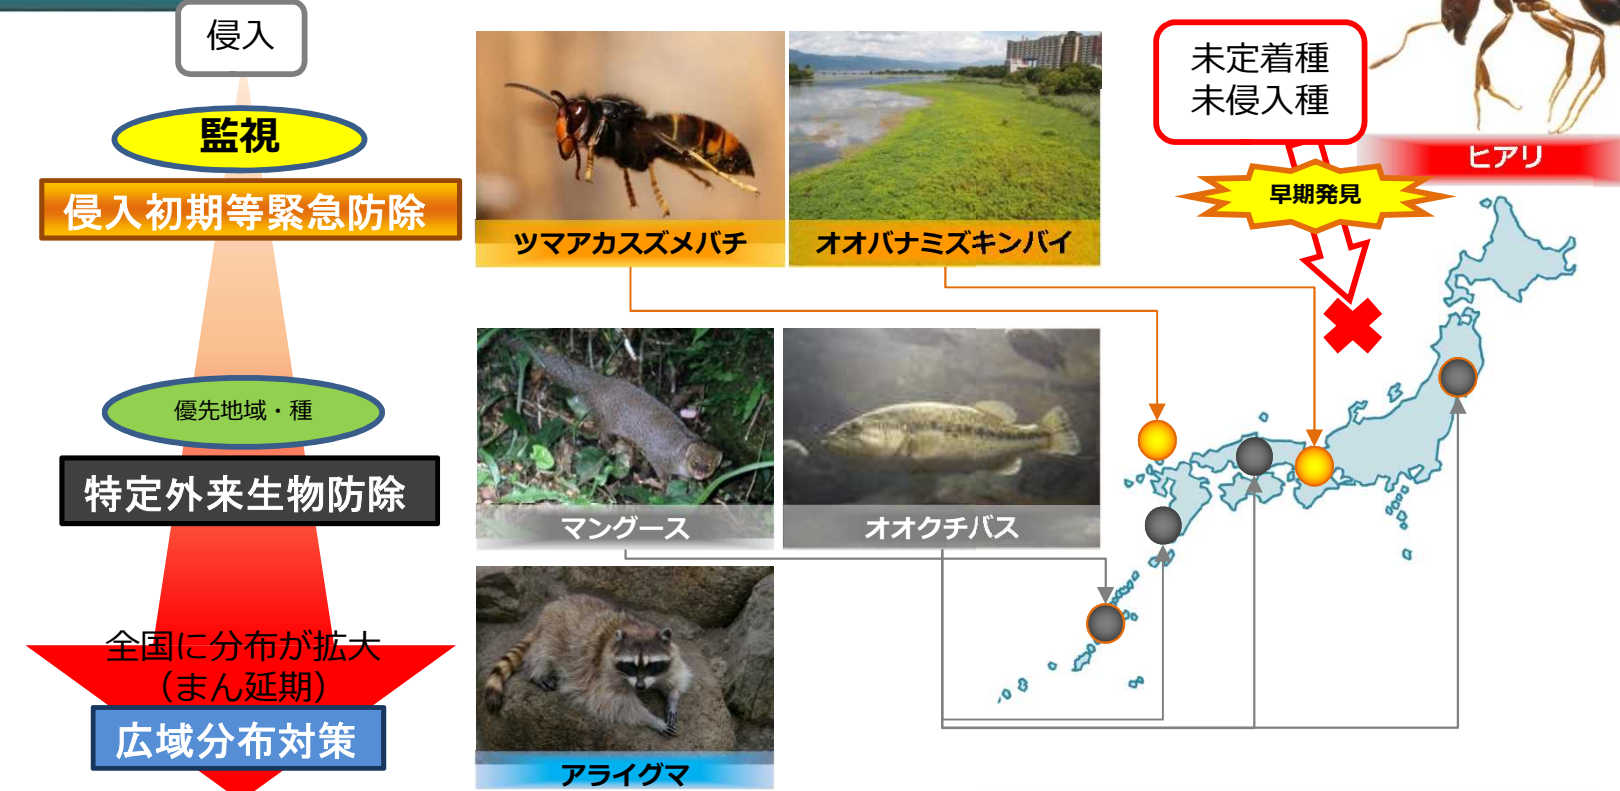 侵入
監視
侵入初期等緊急防除
優先地域・種
特定外来生物防除
全国に分布が拡大
（まん延期）
広域分布対策
ツマアカスズメバチ
オオバナミズキンバイ
マングース
オオクチバス
アライグマ
未定着種
未侵入種
早期発見
ヒアリ